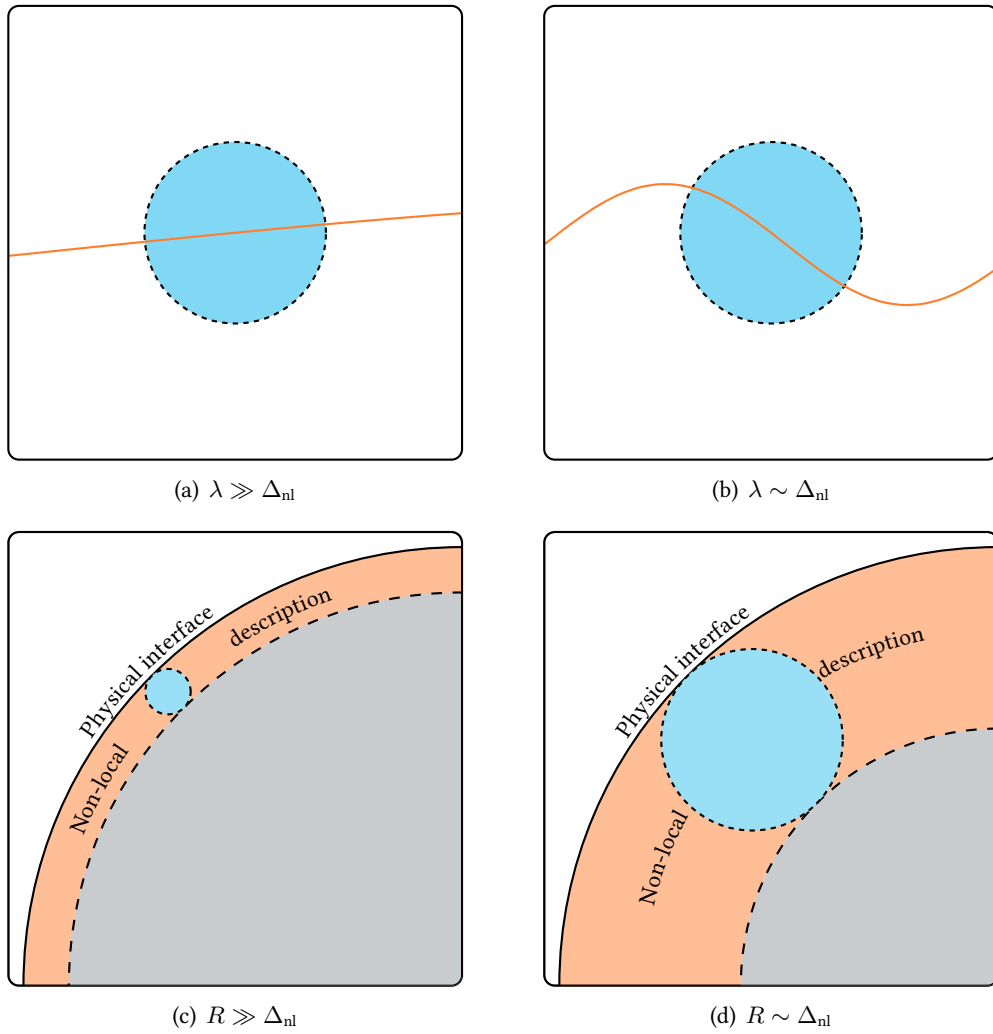 (a) λ ≫ Δnl
(b) λ ∼ Δnl
Physical interface
Non-local
description
(c) R ≫ Δnl
Physical interface
Non-local
description
(d) R ∼ Δnl